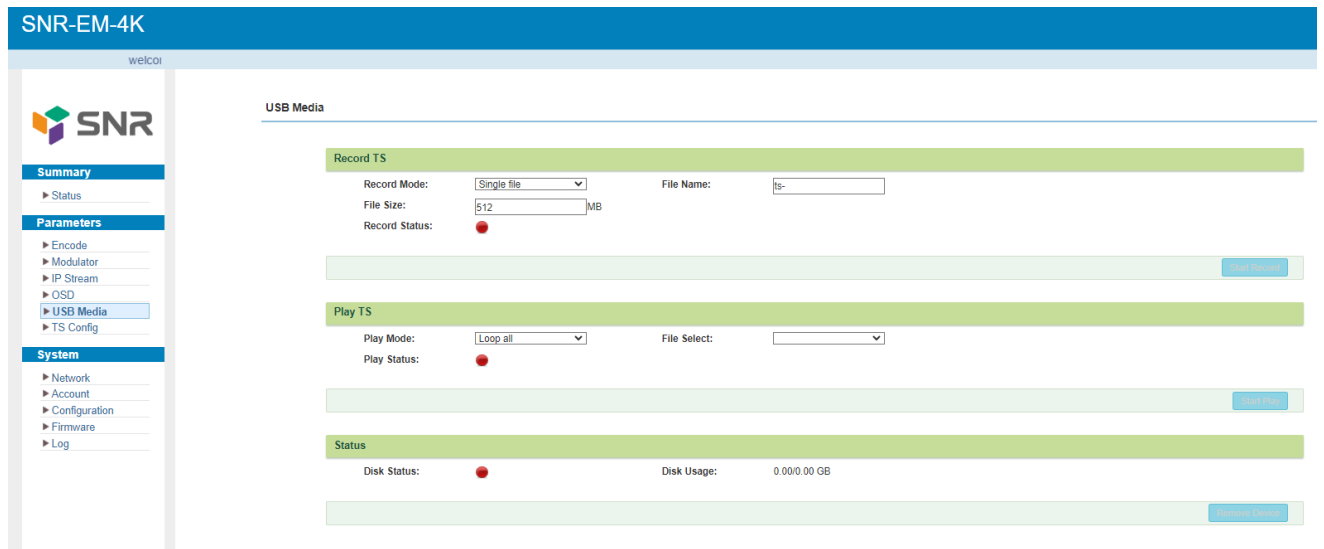 SNR-EM-4K
welcor
SNR
Summary
Status
Parameters
Encode
Modulator
IP Stream
OSD
USB Media
TS Config
System
Network
Account
Configuration
Firmware
Log
USB Media
Record TS
Record Mode: Single file File Name: ts-
File Size: 512 MB
Record Status:
Start Record
Play TS
Play Mode: Loop all File Select:
Play Status:
Start Play
Status
Disk Status: Disk Usage: 0.00/0.00 GB
Remove Device